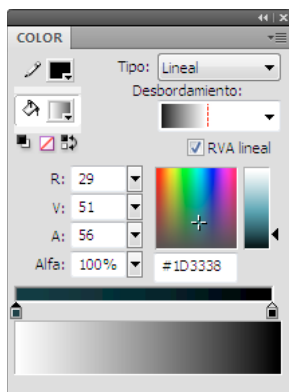 COLOR
Tipo: Lineal
Desbordamiento:
RVA lineal
R: 29
V: 51
A: 56
Alfa: 100% #1D3338